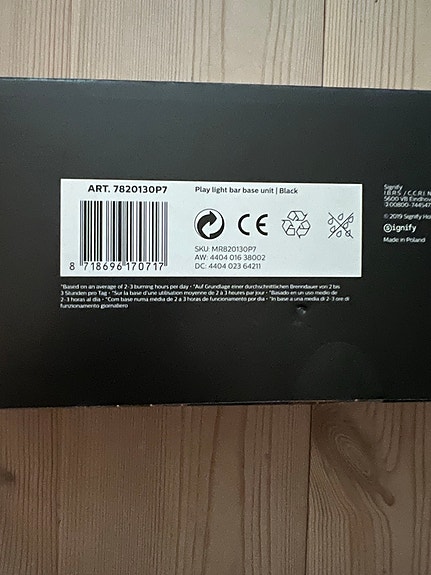 ART. 7820130P7
Play light bar base unit | Black
8 718696 170717
CE
SKU: MR820130P7
AW: 4404 016 38002
DC: 4404 023 64211
*Based on an average of 2-3 burning hours per day • *Auf Grundlage einer durchschnittlichen Brenndauer von 2 bis
3 Stunden pro Tag • *Sur la base d'une utilisation moyenne de 2 à 3 heures par jour • *Basado en un uso medio de
2-3 horas al día • *Com base numa média de 2 a 3 horas de funcionamento por dia • *In base a una media di 2-3 ore di
funzionamento giornaliero
Signify
I.B.R.S / C.C.R.I N
5600 VB Eindhov
00800-744547
© 2019 Signify Ho
Signify
Made in Poland